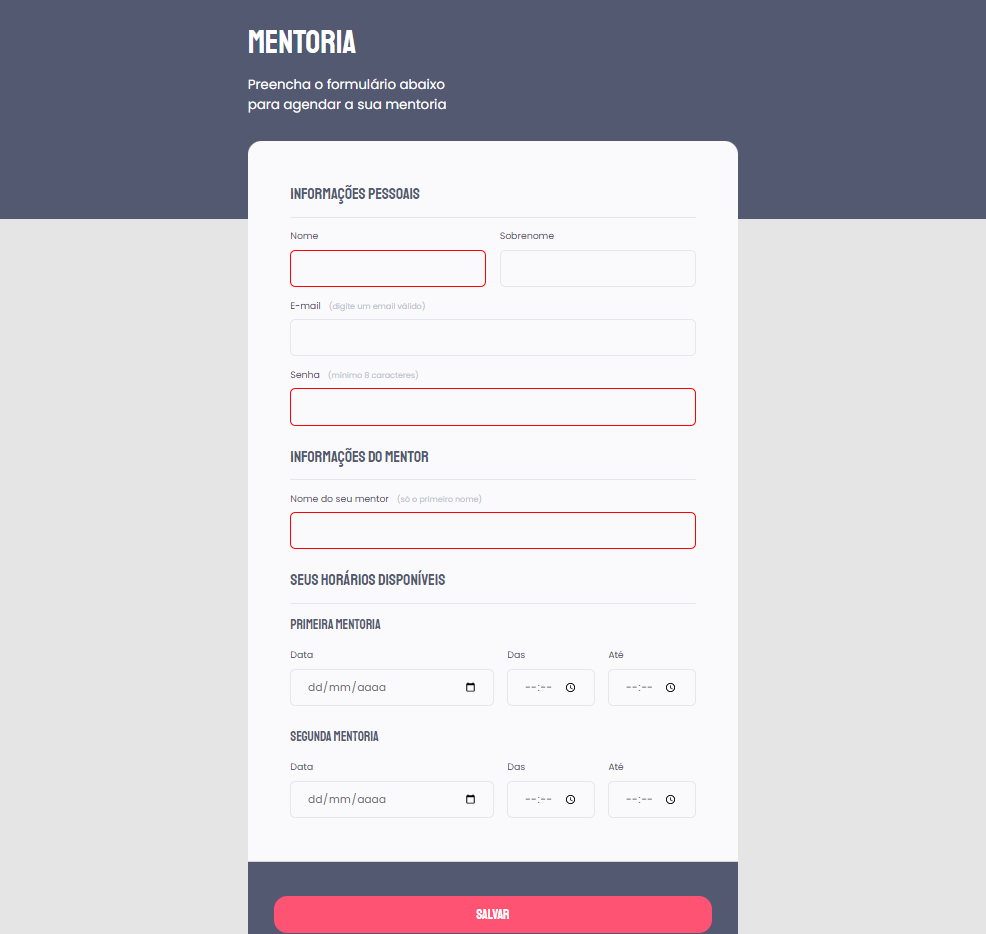 MENTORIA
Preencha o formulário abaixo
para agendar a sua mentoria
INFORMAÇÕES PESSOAIS
Nome Sobrenome
E-mail (digite um email válido)
Senha (mínimo 8 caracteres)
INFORMAÇÕES DO MENTOR
Nome do seu mentor (só o primeiro nome)
SEUS HORÁRIOS DISPONÍVEIS
PRIMEIRA MENTORIA
Data Das Até
dd/mm/aaaa --:-- --:--
SEGUNDA MENTORIA
Data Das Até
dd/mm/aaaa --:-- --:--
SALVAR